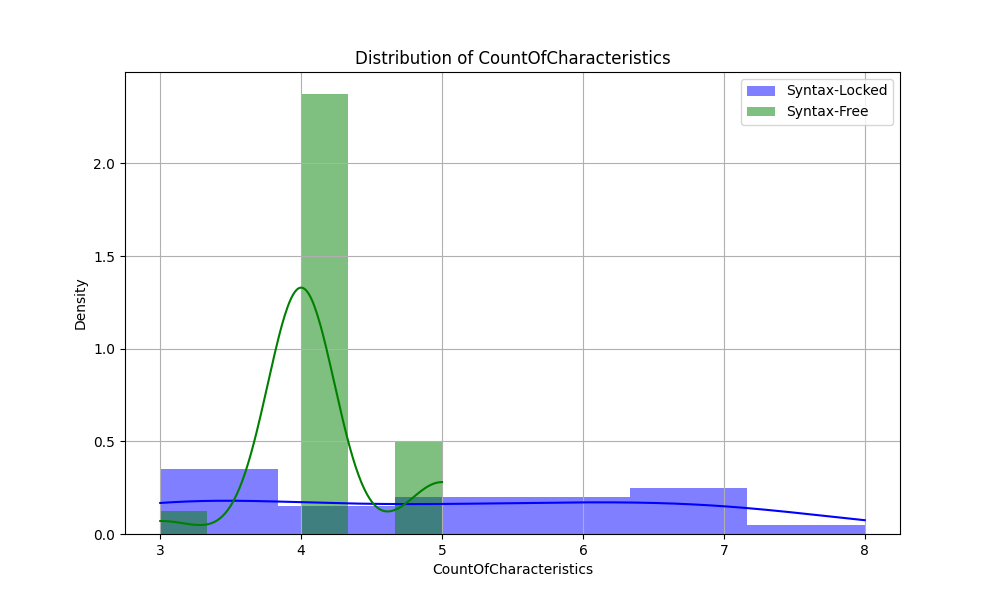 Distribution of CountOfCharacteristics
Syntax-Locked
Syntax-Free
2.0
1.5
1.0
0.5
0.0
Density
3 4 5 6 7 8
CountOfCharacteristics